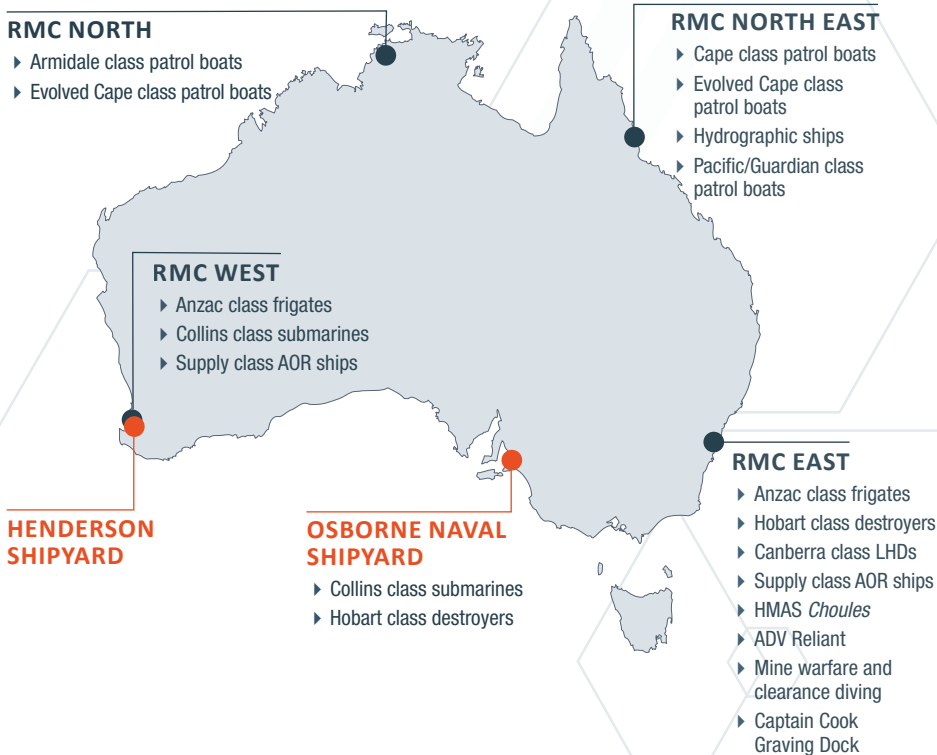 RMC NORTH
Armidale class patrol boats
Evolved Cape class patrol boats
RMC NORTH EAST
Cape class patrol boats
Evolved Cape class
patrol boats
Hydrographic ships
Pacific/Guardian class
patrol boats
RMC WEST
Anzac class frigates
Collins class submarines
Supply class AOR ships
HENDERSON
SHIPYARD
OSBORNE NAVAL
SHIPYARD
Collins class submarines
Hobart class destroyers
RMC EAST
Anzac class frigates
Hobart class destroyers
Canberra class LHDs
Supply class AOR ships
HMAS Choules
ADV Reliant
Mine warfare and
clearance diving
Captain Cook
Graving Dock